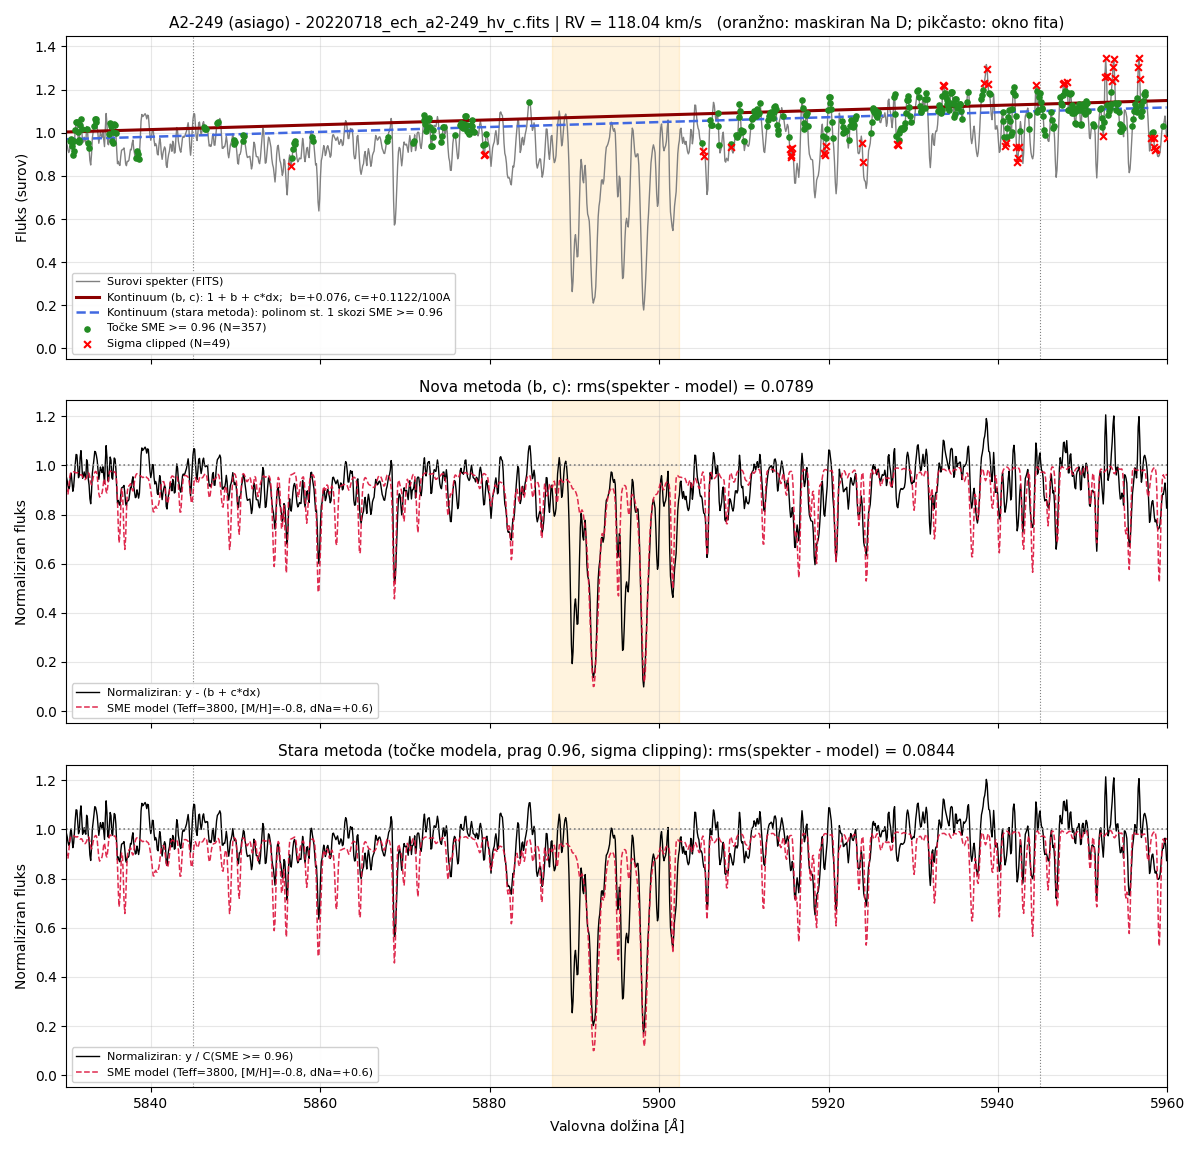 A2-249 (asiago) - 20220718_ech_a2-249_hv_c.fits | RV = 118.04 km/s   (oranžno: maskiran Na D; pikčasto: okno fita)
1.4
1.2
1.0
0.8
0.6
0.4
0.2
0.0
Fluks (surov)
Surovi spekter (FITS)
Kontinuum (b, c): 1 + b + c*dx;  b=+0.076, c=+0.1122/100A
Kontinuum (stara metoda): polinom st. 1 skozi SME >= 0.96
Točke SME >= 0.96 (N=357)
Sigma clipped (N=49)
Nova metoda (b, c): rms(spekter - model) = 0.0789
1.2
1.0
0.8
0.6
0.4
0.2
0.0
Normaliziran fluks
Normaliziran: y - (b + c*dx)
SME model (Teff=3800, [M/H]=-0.8, dNa=+0.6)
Stara metoda (točke modela, prag 0.96, sigma clipping): rms(spekter - model) = 0.0844
1.2
1.0
0.8
0.6
0.4
0.2
0.0
Normaliziran fluks
Normaliziran: y / C(SME >= 0.96)
SME model (Teff=3800, [M/H]=-0.8, dNa=+0.6)
5840 5860 5880 5900 5920 5940 5960
Valovna dolžina [Å]